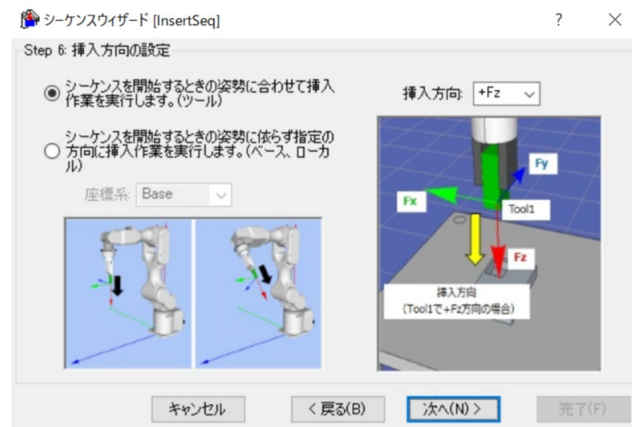 シーケンスウィザード [InsertSeq]
?
Step 6: 挿入方向の設定
シーケンスを開始するときの姿勢に合わせて挿入
作業を実行します。(ツール)
シーケンスを開始するときの姿勢に依らず指定の
方向に挿入作業を実行します。(ベース、ローカ
ル)
座標系: Base
挿入方向: +Fz
Fy
Fx
Tool1
Fz
挿入方向
(Tool1で+Fz方向の場合)
キャンセル
< 戻る(B)
次へ(N) >
完了(F)